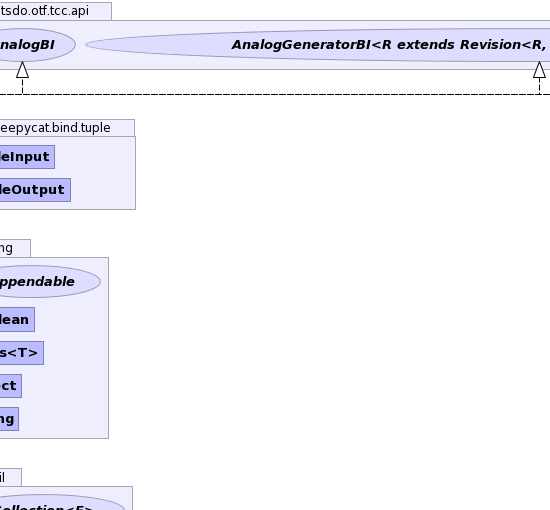 tsdo.otf.tcc.api
nalogBI
AnalogGeneratorBI<R extends Revision<R,
eepycat.bind.tuple
leInput
leOutput
ng
ppendable
lean
s<T>
ect
ng
il
Collection<E>